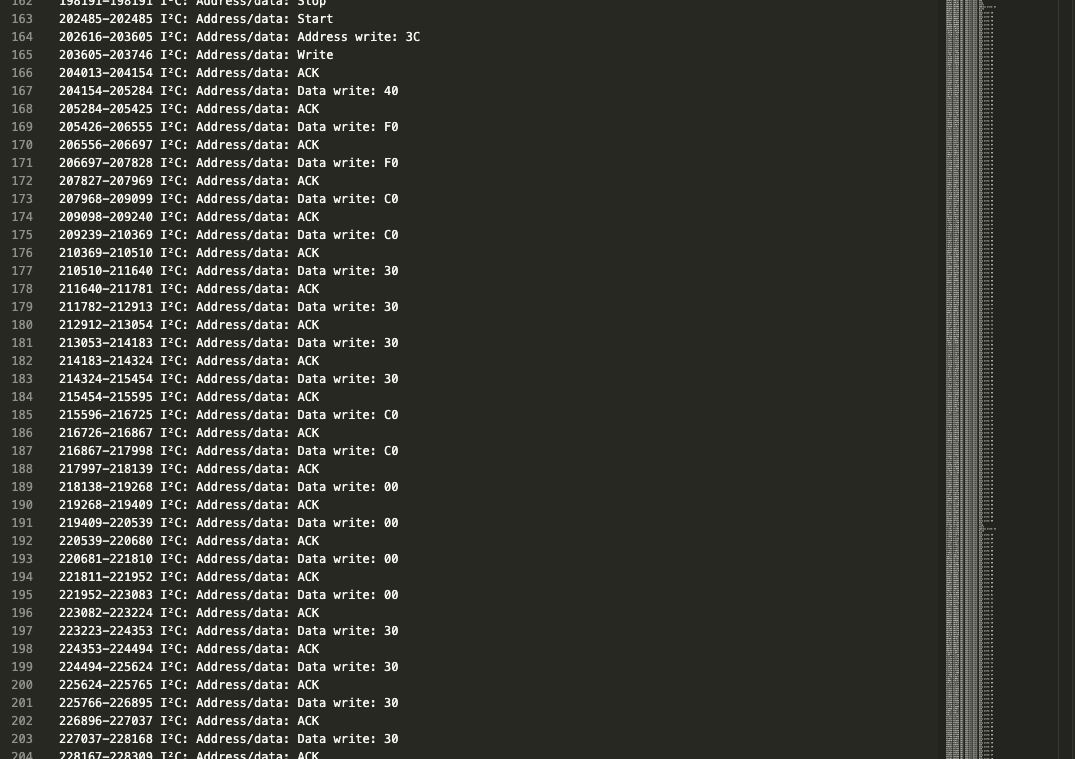 162 198191-198191 I²C: Address/data: Stop
163 202485-202485 I²C: Address/data: Start
164 202616-203605 I²C: Address/data: Address write: 3C
165 203605-203746 I²C: Address/data: Write
166 204013-204154 I²C: Address/data: ACK
167 204154-205284 I²C: Address/data: Data write: 40
168 205284-205425 I²C: Address/data: ACK
169 205426-206555 I²C: Address/data: Data write: F0
170 206556-206697 I²C: Address/data: ACK
171 206697-207828 I²C: Address/data: Data write: F0
172 207827-207969 I²C: Address/data: ACK
173 207968-209099 I²C: Address/data: Data write: C0
174 209098-209240 I²C: Address/data: ACK
175 209239-210369 I²C: Address/data: Data write: C0
176 210369-210510 I²C: Address/data: ACK
177 210510-211640 I²C: Address/data: Data write: 30
178 211640-211781 I²C: Address/data: ACK
179 211782-212913 I²C: Address/data: Data write: 30
180 212912-213054 I²C: Address/data: ACK
181 213053-214183 I²C: Address/data: Data write: 30
182 214183-214324 I²C: Address/data: ACK
183 214324-215454 I²C: Address/data: Data write: 30
184 215454-215595 I²C: Address/data: ACK
185 215596-216725 I²C: Address/data: Data write: C0
186 216726-216867 I²C: Address/data: ACK
187 216867-217998 I²C: Address/data: Data write: C0
188 217997-218139 I²C: Address/data: ACK
189 218138-219268 I²C: Address/data: Data write: 00
190 219268-219409 I²C: Address/data: ACK
191 219409-220539 I²C: Address/data: Data write: 00
192 220539-220680 I²C: Address/data: ACK
193 220681-221810 I²C: Address/data: Data write: 00
194 221811-221952 I²C: Address/data: ACK
195 221952-223083 I²C: Address/data: Data write: 00
196 223082-223224 I²C: Address/data: ACK
197 223223-224353 I²C: Address/data: Data write: 30
198 224353-224494 I²C: Address/data: ACK
199 224494-225624 I²C: Address/data: Data write: 30
200 225624-225765 I²C: Address/data: ACK
201 225766-226895 I²C: Address/data: Data write: 30
202 226896-227037 I²C: Address/data: ACK
203 227037-228168 I²C: Address/data: Data write: 30
204 228167-228309 I²C: Address/data: ACK